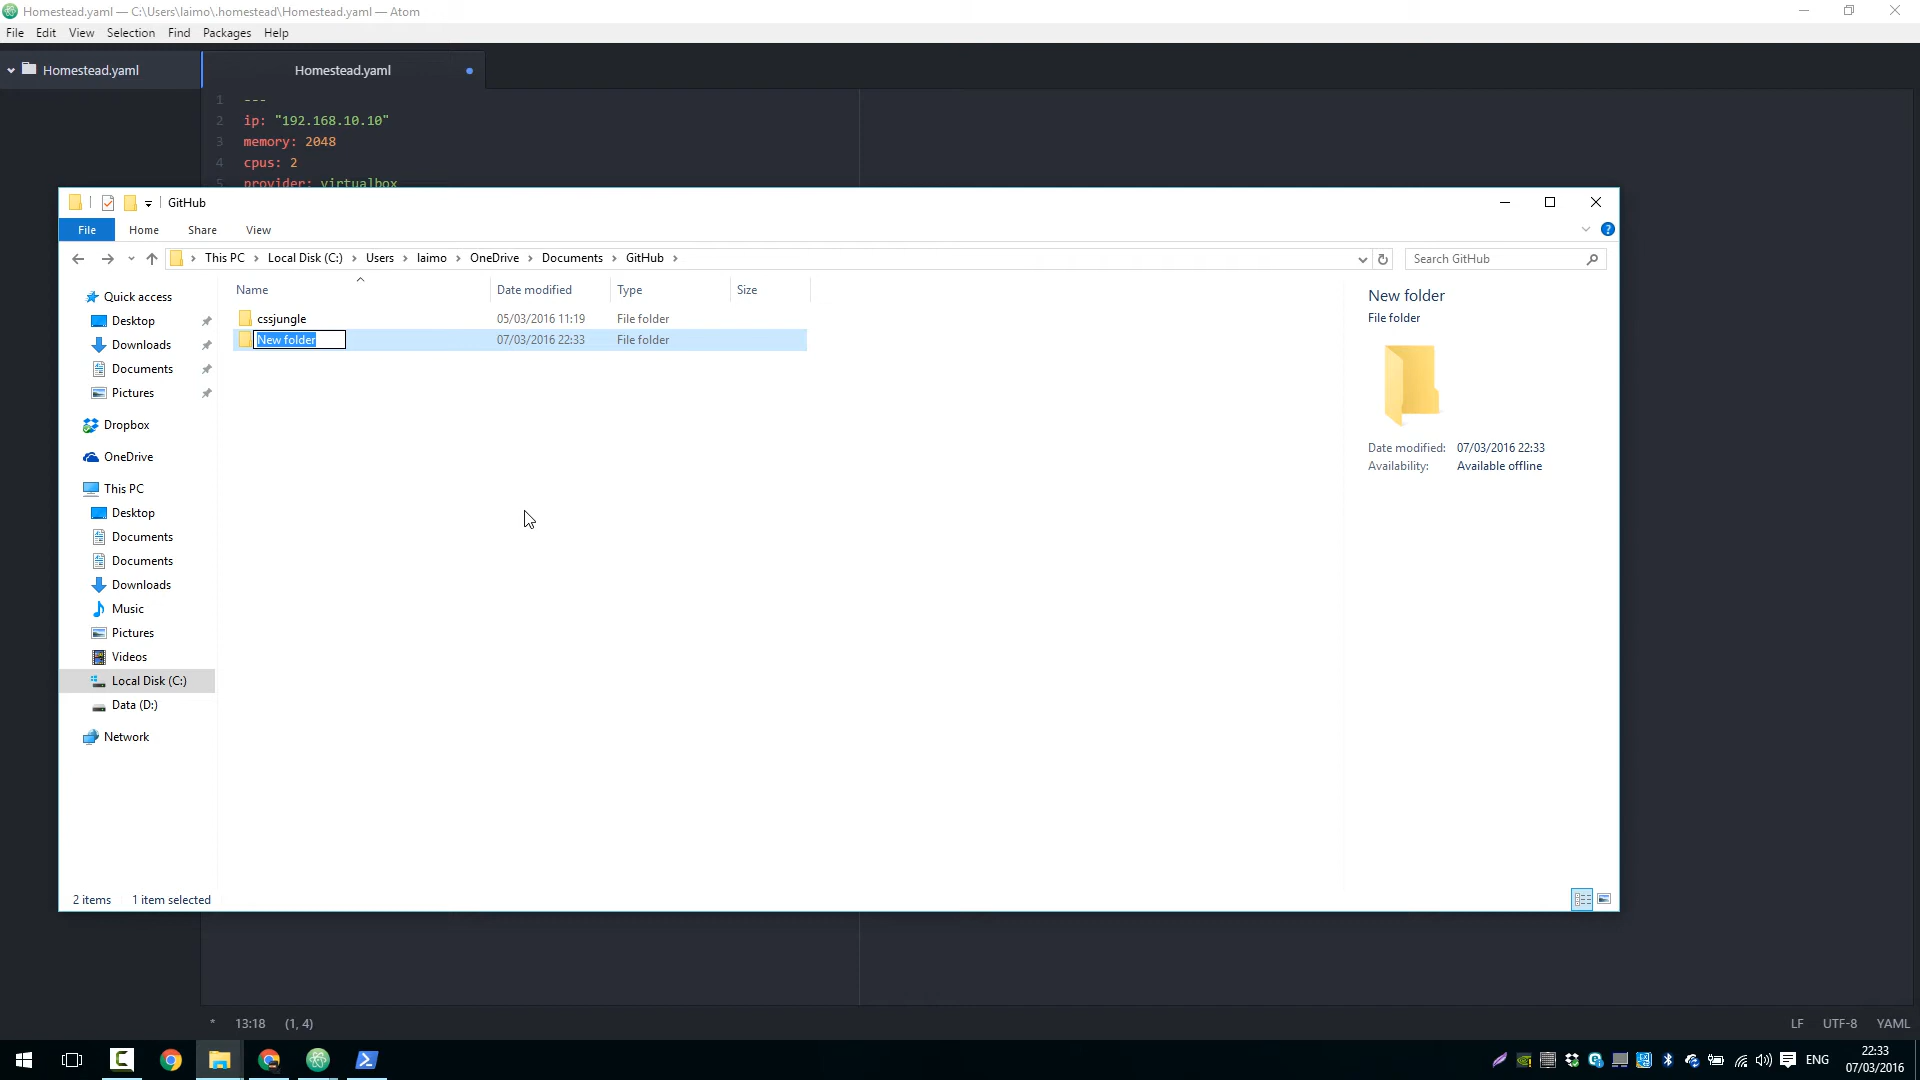 Homestead.yaml — C:\Users\laimo\.homestead\Homestead.yaml — Atom
File Edit View Selection Find Packages Help
Homestead.yaml
Homestead.yaml
1 ---
2 ip: "192.168.10.10"
3 memory: 2048
4 cpus: 2
5 provider: virtualbox
GitHub
File Home Share View
This PC > Local Disk (C:) > Users > laimo > OneDrive > Documents > GitHub >
Search GitHub
Name Date modified Type Size
cssjungle 05/03/2016 11:19 File folder
New folder 07/03/2016 22:33 File folder
Quick access
Desktop
Downloads
Documents
Pictures
Dropbox
OneDrive
This PC
Desktop
Documents
Documents
Downloads
Music
Pictures
Videos
Local Disk (C:)
Data (D:)
Network
New folder
File folder
Date modified: 07/03/2016 22:33
Availability: Available offline
2 items 1 item selected
* 13:18 (1, 4)
LF UTF-8 YAML
ENG
22:33
07/03/2016